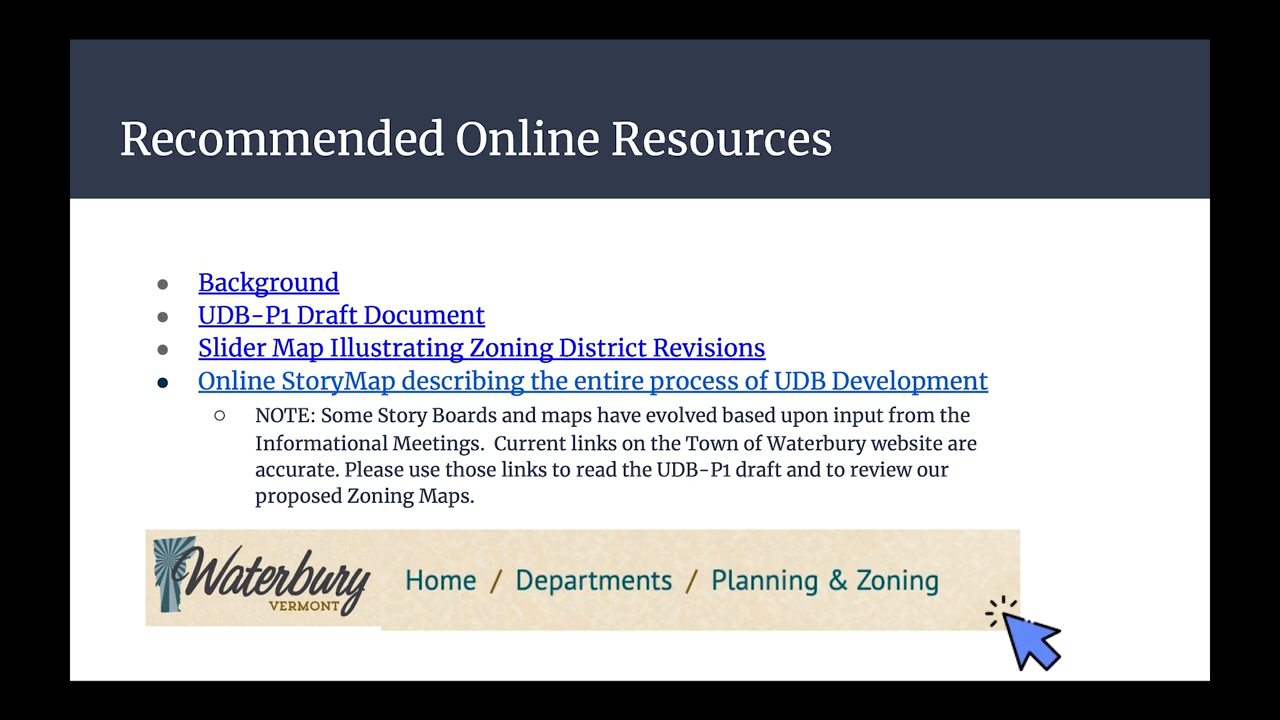 Recommended Online Resources
● Background
● UDB-P1 Draft Document
● Slider Map Illustrating Zoning District Revisions
● Online StoryMap describing the entire process of UDB Development
○ NOTE: Some Story Boards and maps have evolved based upon input from the
Informational Meetings.  Current links on the Town of Waterbury website are
accurate. Please use those links to read the UDB-P1 draft and to review our
proposed Zoning Maps.
Waterbury
VERMONT
Home / Departments / Planning & Zoning